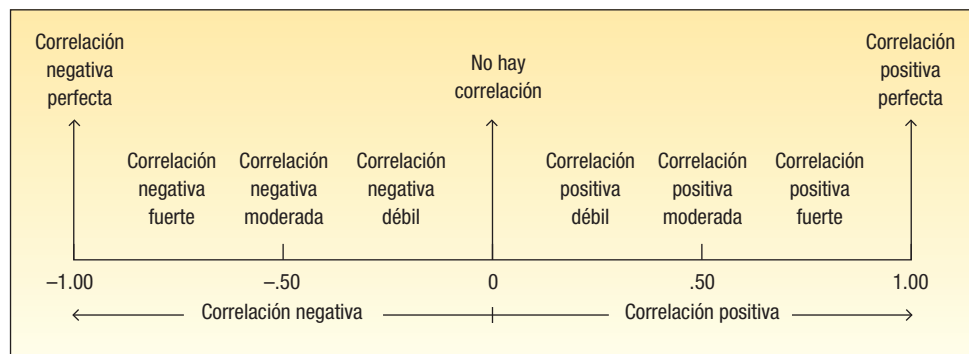 Correlación
negativa
perfecta
No hay
correlación
Correlación
positiva
perfecta
Correlación
negativa
fuerte
Correlación
negativa
moderada
Correlación
negativa
débil
Correlación
positiva
débil
Correlación
positiva
moderada
Correlación
positiva
fuerte
–1.00
–.50
0
.50
1.00
Correlación negativa
Correlación positiva